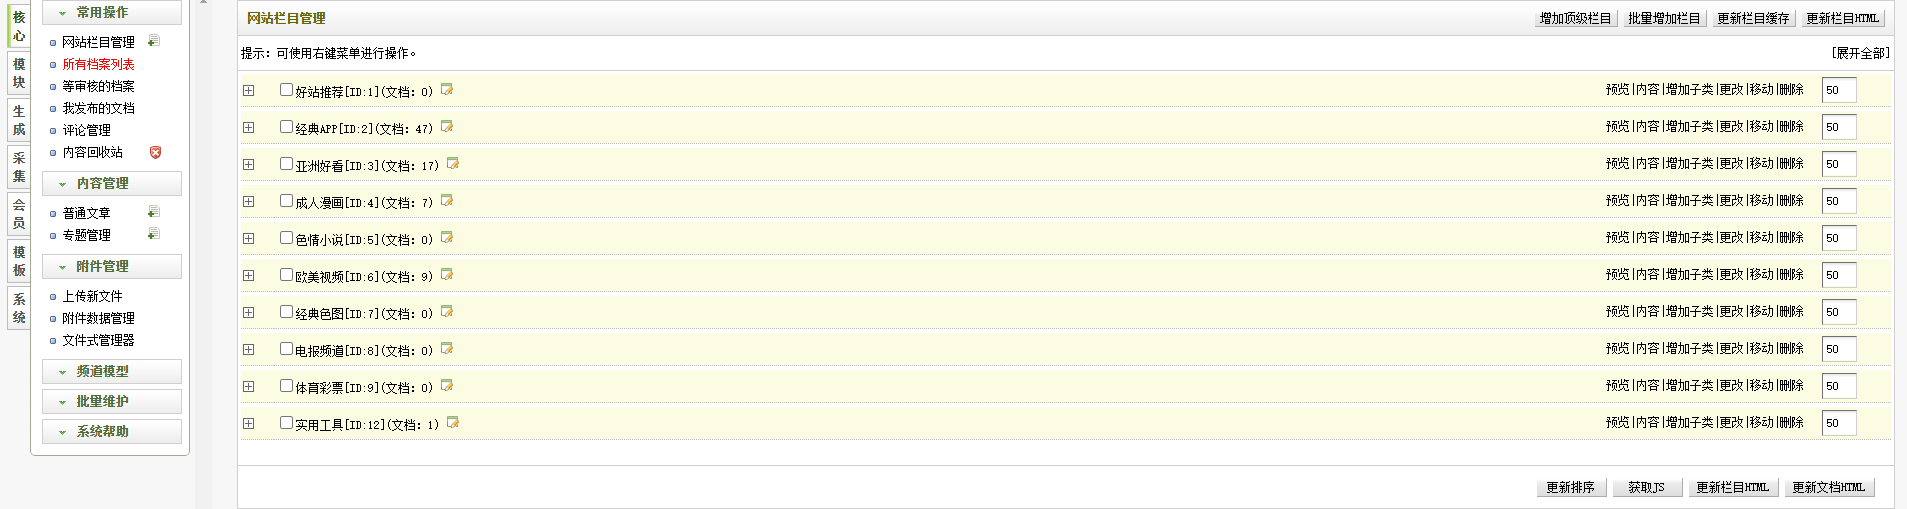 核心
模块
生成
采集
会员
模板
系统
常用操作
网站栏目管理
所有档案列表
等审核的档案
我发布的文档
评论管理
内容回收站
内容管理
普通文章
专题管理
附件管理
上传新文件
附件数据管理
文件式管理器
频道模型
批量维护
系统帮助
网站栏目管理 增加顶级栏目 批量增加栏目 更新栏目缓存 更新栏目HTML
提示：可使用右键菜单进行操作。 [展开全部]
好站推荐[ID:1](文档：0) 预览|内容|增加子类|更改|移动|删除 50
经典APP[ID:2](文档：47) 预览|内容|增加子类|更改|移动|删除 50
亚洲好看[ID:3](文档：17) 预览|内容|增加子类|更改|移动|删除 50
成人漫画[ID:4](文档：7) 预览|内容|增加子类|更改|移动|删除 50
色情小说[ID:5](文档：0) 预览|内容|增加子类|更改|移动|删除 50
欧美视频[ID:6](文档：9) 预览|内容|增加子类|更改|移动|删除 50
经典色图[ID:7](文档：0) 预览|内容|增加子类|更改|移动|删除 50
电报频道[ID:8](文档：0) 预览|内容|增加子类|更改|移动|删除 50
体育彩票[ID:9](文档：0) 预览|内容|增加子类|更改|移动|删除 50
实用工具[ID:12](文档：1) 预览|内容|增加子类|更改|移动|删除 50
更新排序 获取JS 更新栏目HTML 更新文档HTML